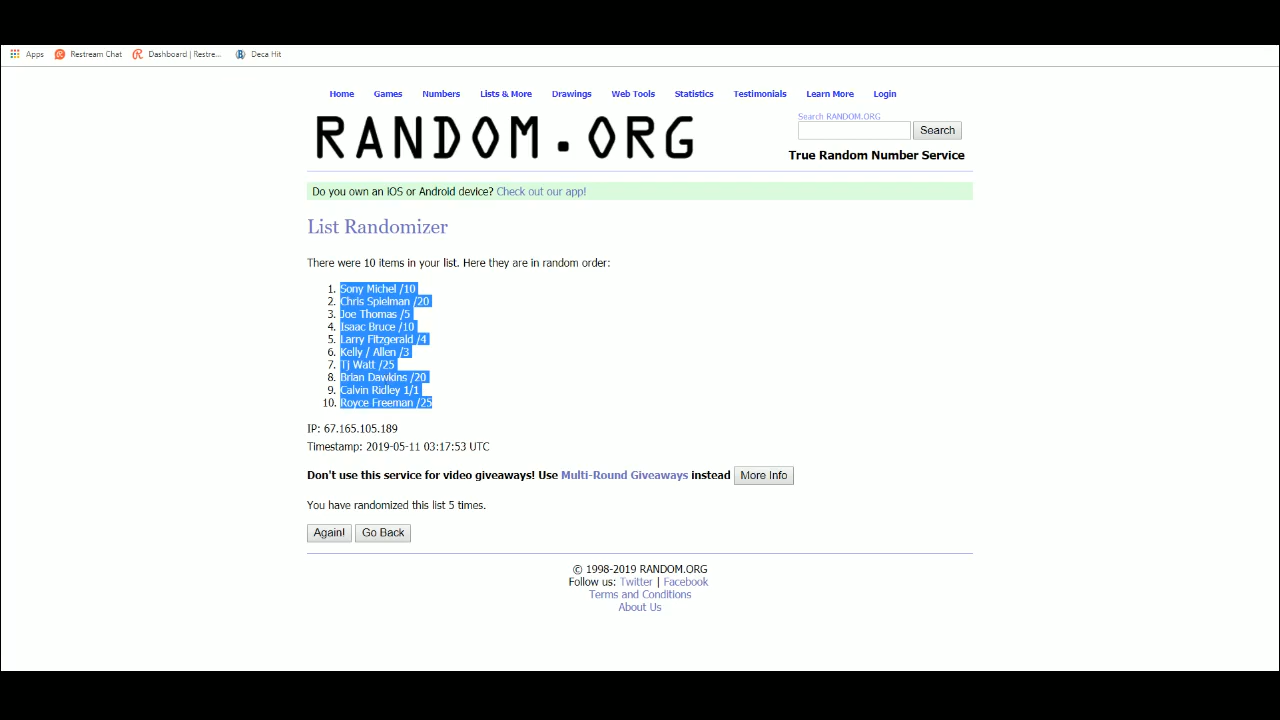 Apps Restream Chat Dashboard | Restre... Deca Hit
Home Games Numbers Lists & More Drawings Web Tools Statistics Testimonials Learn More Login
RANDOM.ORG
Search RANDOM.ORG
Search
True Random Number Service
Do you own an iOS or Android device? Check out our app!
List Randomizer
There were 10 items in your list. Here they are in random order:
1. Sony Michel /10
2. Chris Spielman /20
3. Joe Thomas /5
4. Isaac Bruce /10
5. Larry Fitzgerald /4
6. Kelly / Allen /3
7. TJ Watt /25
8. Brian Dawkins /20
9. Calvin Ridley 1/1
10. Royce Freeman /25
IP: 67.165.105.189
Timestamp: 2019-05-11 03:17:53 UTC
Don't use this service for video giveaways! Use Multi-Round Giveaways instead More Info
You have randomized this list 5 times.
Again! Go Back
© 1998-2019 RANDOM.ORG
Follow us: Twitter | Facebook
Terms and Conditions
About Us